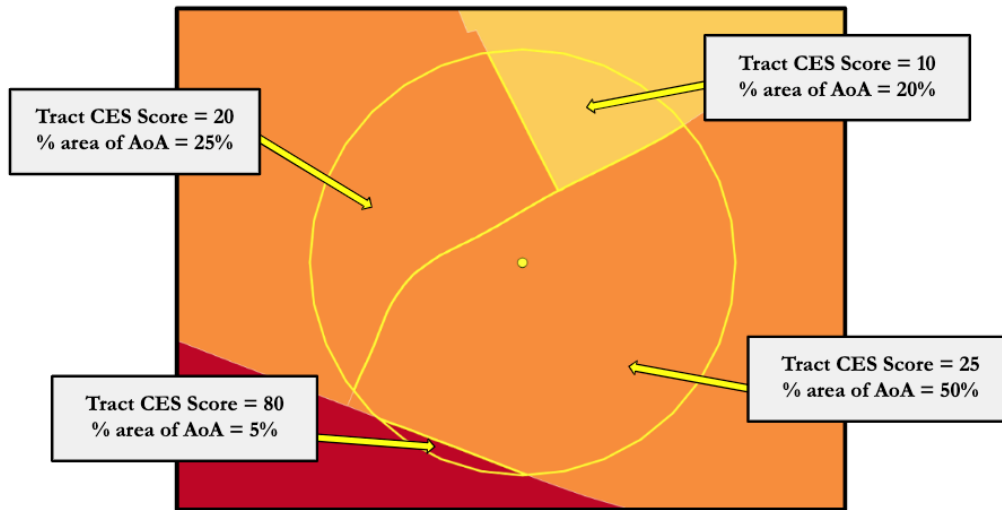 Tract CES Score = 10
% area of AoA = 20%
Tract CES Score = 20
% area of AoA = 25%
Tract CES Score = 25
% area of AoA = 50%
Tract CES Score = 80
% area of AoA = 5%